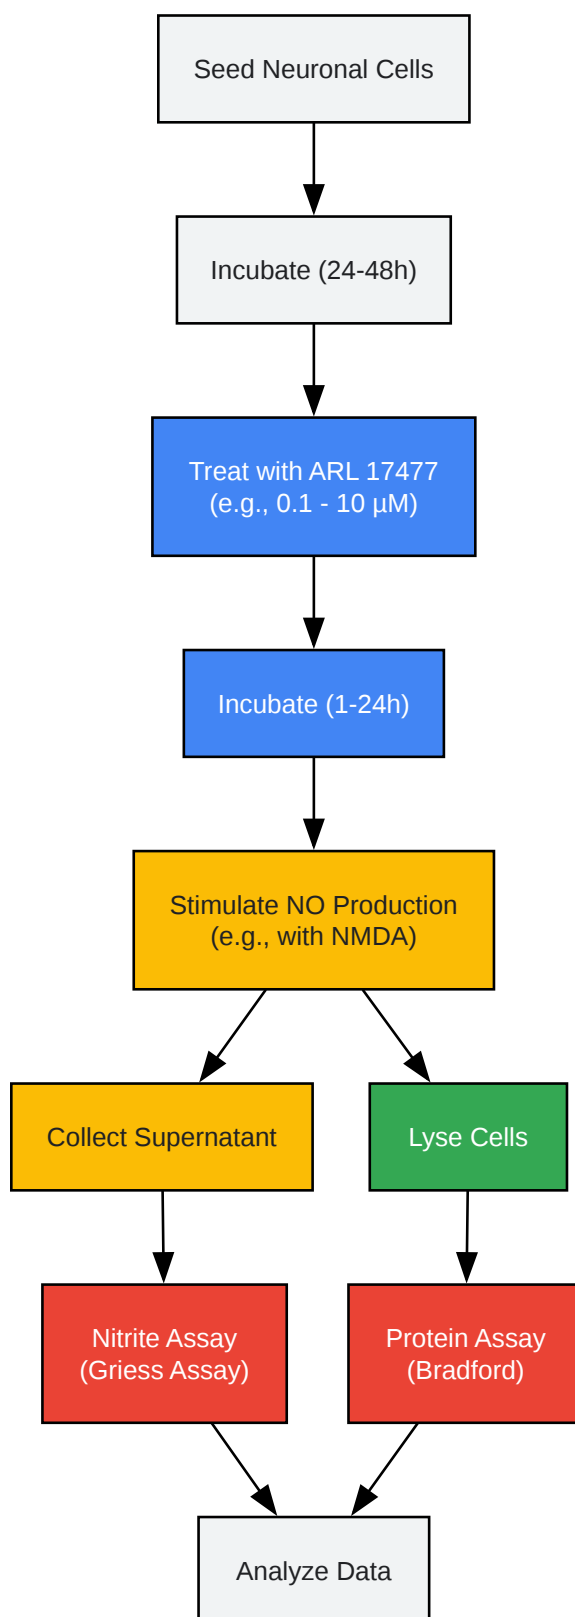 Seed Neuronal Cells
Incubate (24-48h)
Treat with ARL 17477
(e.g., 0.1 - 10 µM)
Incubate (1-24h)
Stimulate NO Production
(e.g., with NMDA)
Collect Supernatant
Lyse Cells
Nitrite Assay
(Griess Assay)
Protein Assay
(Bradford)
Analyze Data